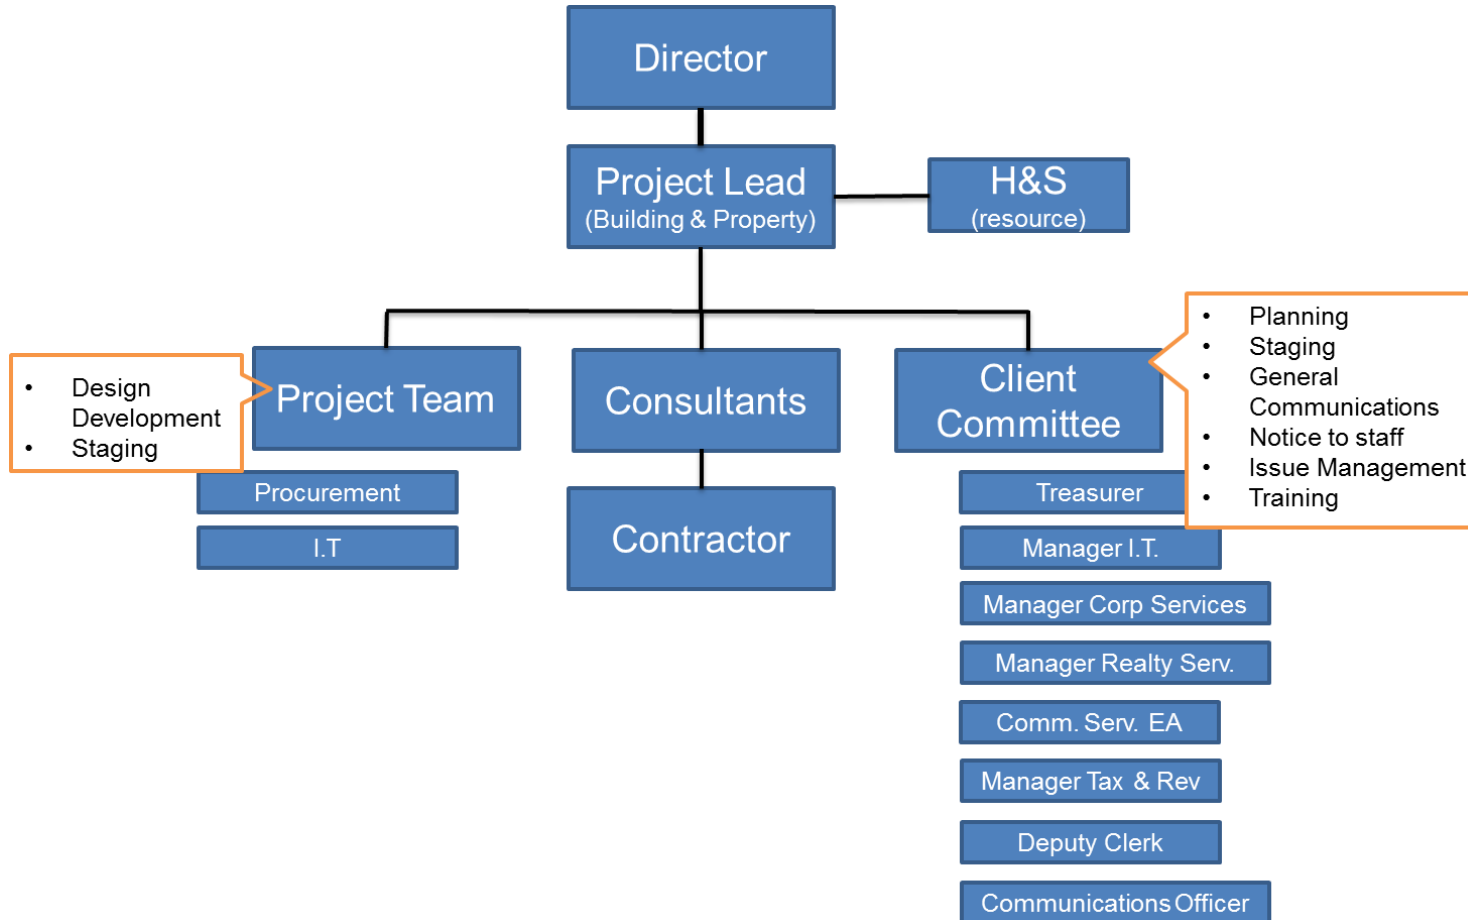 Director
Project Lead
(Building & Property)
H&S
(resource)
• Planning
• Staging
• General
Communications
• Notice to staff
• Issue Management
• Training
• Design
Development
• Staging
Project Team
Consultants
Client
Committee
Procurement
I.T
Contractor
Treasurer
Manager I.T.
Manager Corp Services
Manager Realty Serv.
Comm. Serv. EA
Manager Tax & Rev
Deputy Clerk
Communications Officer